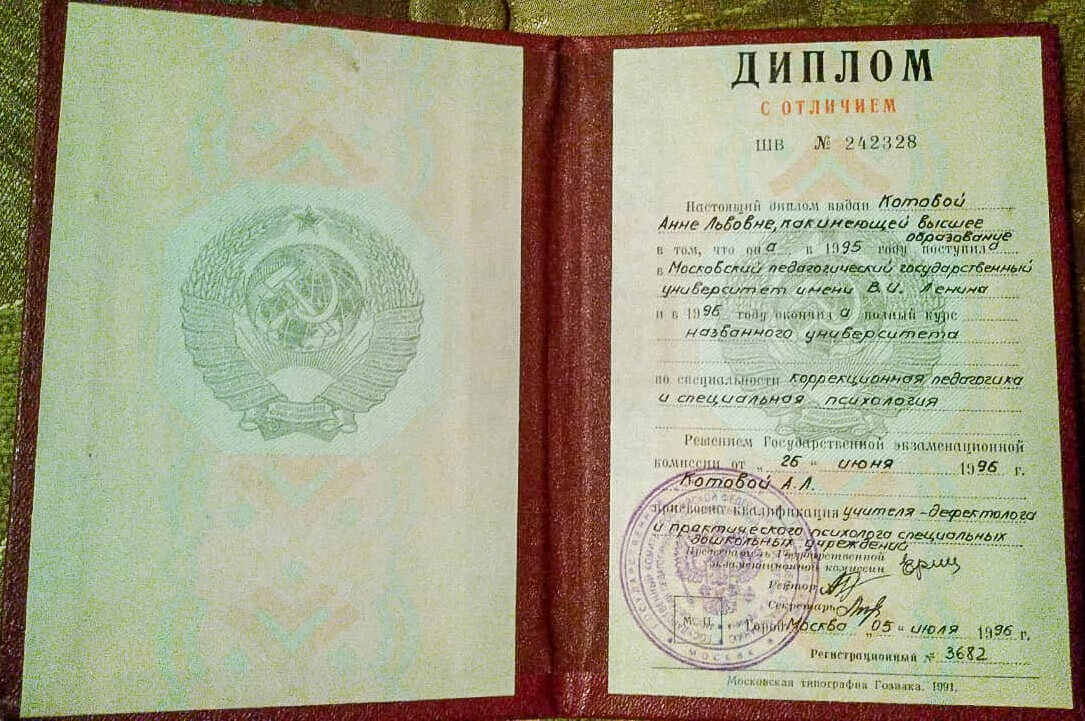 ДИПЛОМ
С ОТЛИЧИЕМ
ШВ № 242328
Настоящий диплом выдан Котовой
Анне Львовне, как имеющей высшее
образование
в том, что она в 1995 году поступила
в Московский педагогический государственный
университет имени В.И. Ленина
и в 1996 году окончила полный курс
названного университета
по специальности коррекционная педагогика
и специальная психология
Решением Государственной экзаменационной
комиссии от „ 26 “ июня 1996 г.
Котовой А.Л.
присвоена квалификация учителя-дефектолога
и практического психолога специальных
дошкольных учреждений
Председатель Государственной
экзаменационной комиссии
Ректор
Секретарь
М. П.
Город Москва „ 05 “ июля 1996 г.
МОСКВА
Регистрационный № 3682
Московская типография Гознака. 1991.